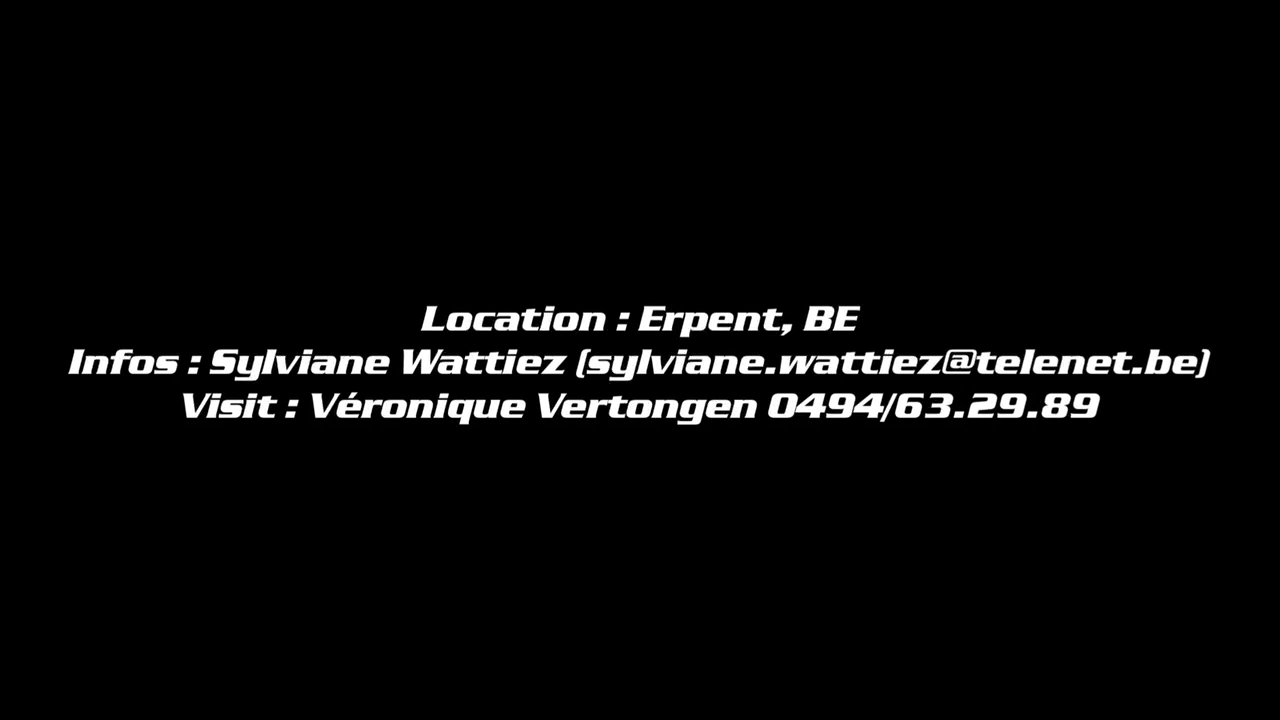 Location : Erpent, BE
Infos : Sylviane Wattiez (sylviane.wattiez@telenet.be)
Visit : Véronique Vertongen 0494/63.29.89